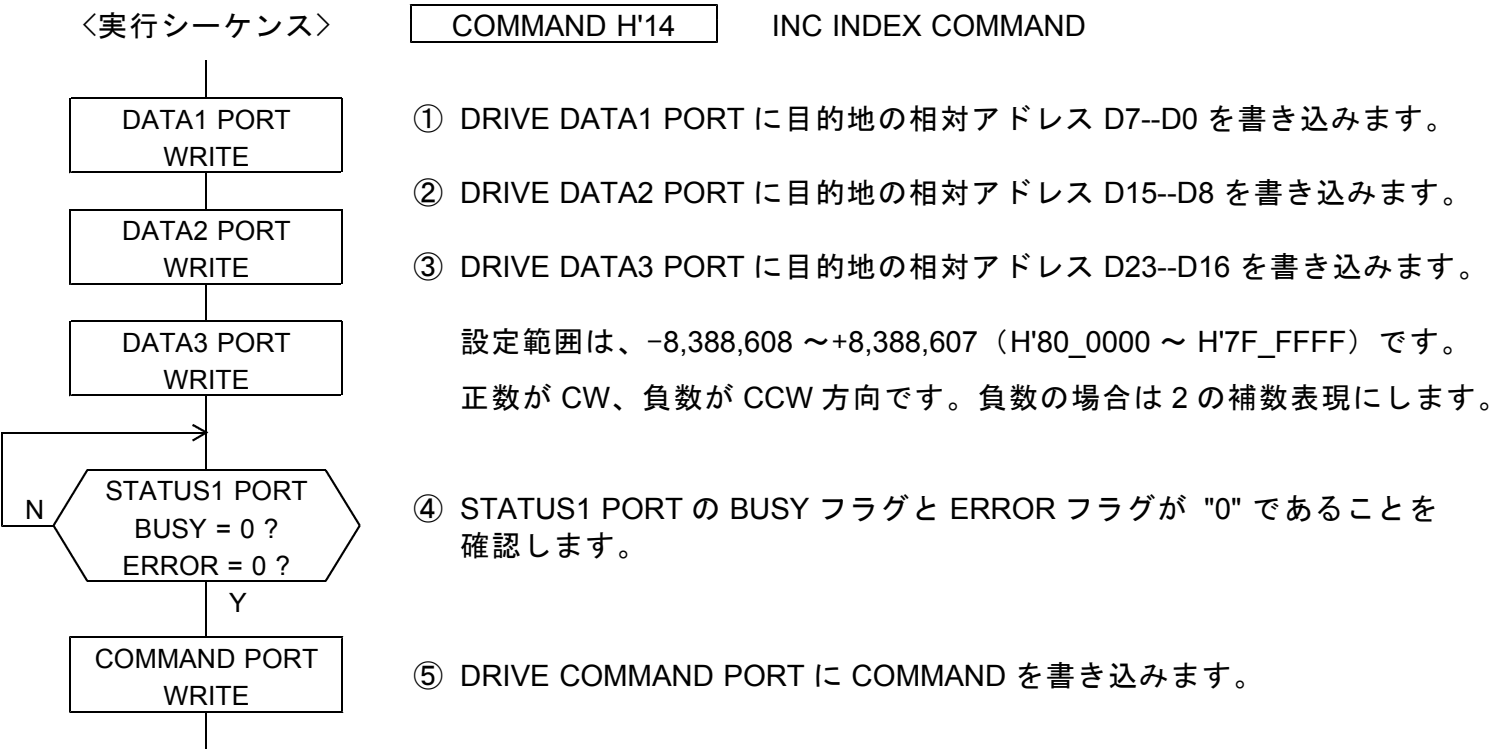 〈実行シーケンス〉 COMMAND H'14 INC INDEX COMMAND
DATA1 PORT
WRITE
① DRIVE DATA1 PORT に目的地の相対アドレス D7--D0 を書き込みます。
DATA2 PORT
WRITE
② DRIVE DATA2 PORT に目的地の相対アドレス D15--D8 を書き込みます。
③ DRIVE DATA3 PORT に目的地の相対アドレス D23--D16 を書き込みます。
DATA3 PORT
WRITE
設定範囲は、-8,388,608 ～+8,388,607（H'80_0000 ～ H'7F_FFFF）です。
正数が CW、負数が CCW 方向です。負数の場合は 2 の補数表現にします。
N
STATUS1 PORT
BUSY = 0 ?
ERROR = 0 ?
④ STATUS1 PORT の BUSY フラグと ERROR フラグが "0" であることを
確認します。
Y
COMMAND PORT
WRITE
⑤ DRIVE COMMAND PORT に COMMAND を書き込みます。